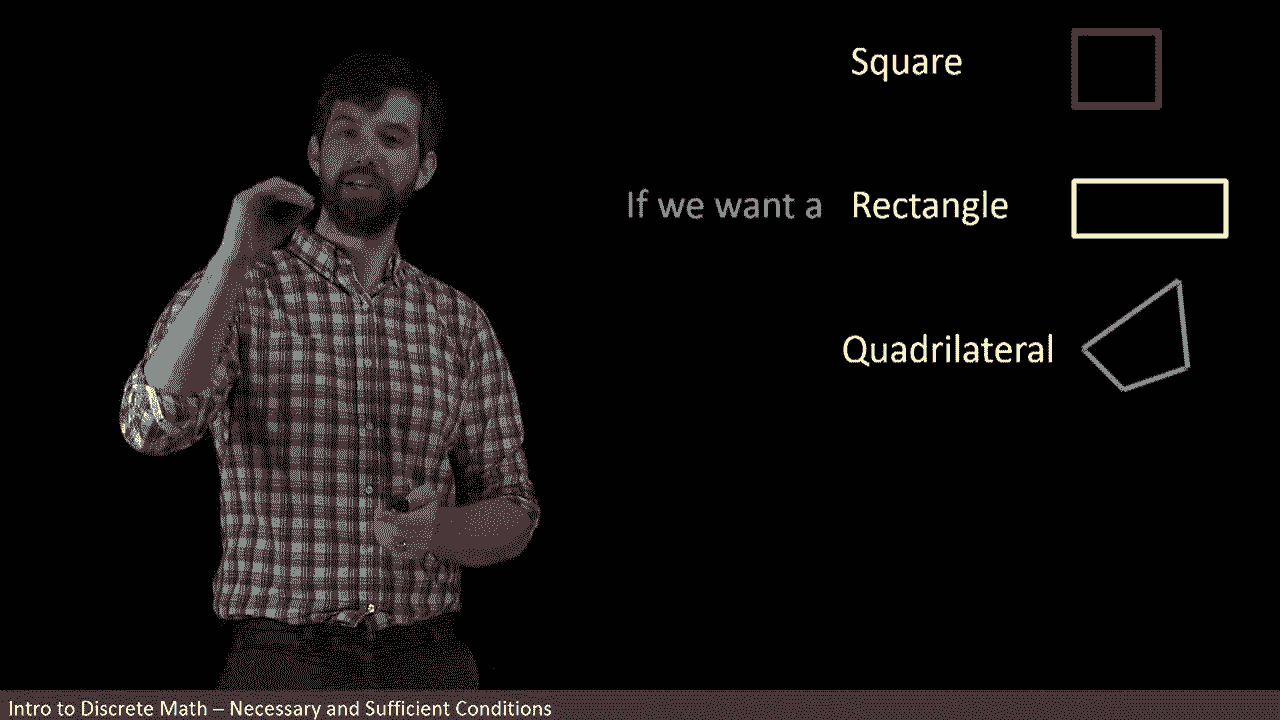 Square
If we want a Rectangle
Quadrilateral
Intro to Discrete Math – Necessary and Sufficient Conditions